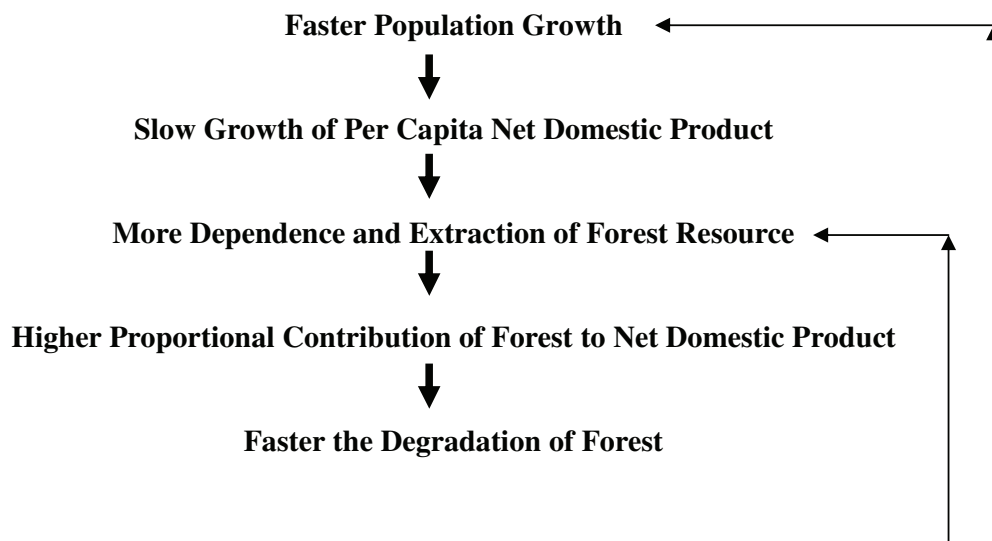 Faster Population Growth
Slow Growth of Per Capita Net Domestic Product
More Dependence and Extraction of Forest Resource
Higher Proportional Contribution of Forest to Net Domestic Product
Faster the Degradation of Forest